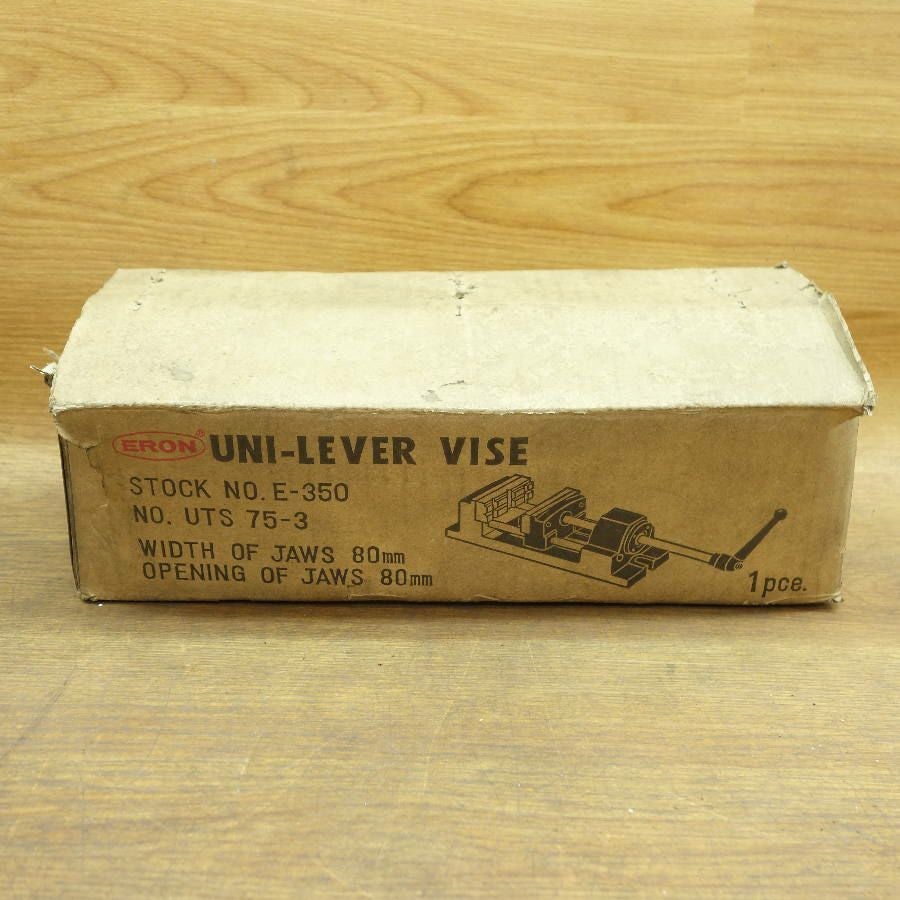 ERON® UNI-LEVER VISE
STOCK NO. E-350
NO. UTS 75-3
WIDTH OF JAWS 80mm
OPENING OF JAWS 80mm
1pce.